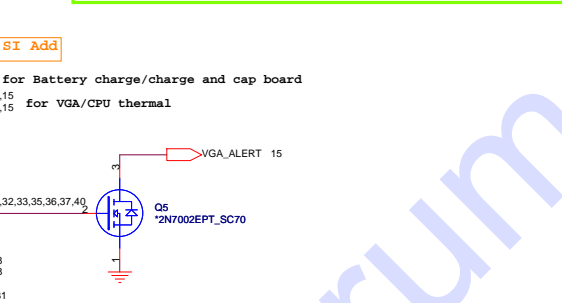 SI Add
for Battery charge/charge and cap board
,15
,15 for VGA/CPU thermal
VGA_ALERT 15
3
,32,33,35,36,37,40
2
Q5
*2N7002EPT_SC70
1